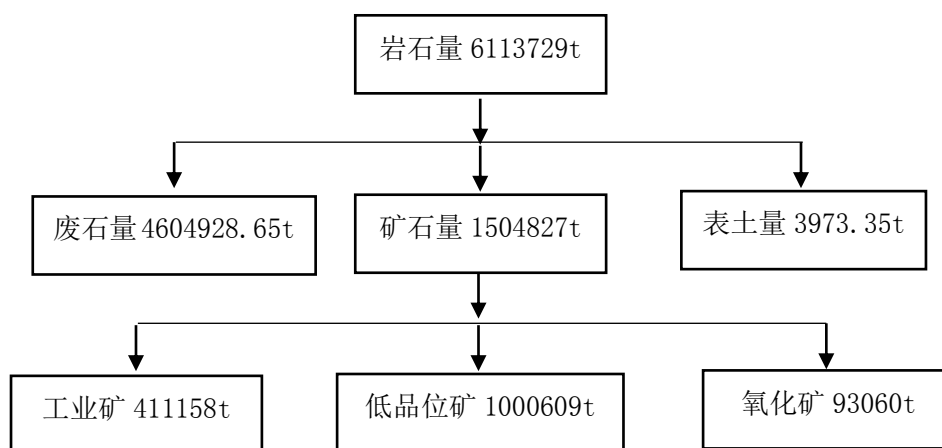 岩石量 6113729t
废石量 4604928.65t
矿石量 1504827t
表土量 3973.35t
工业矿 411158t
低品位矿 1000609t
氧化矿 93060t